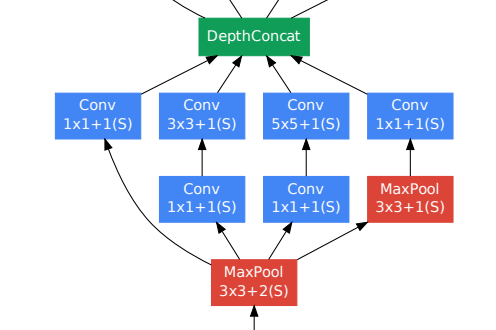 DepthConcat
Conv
1x1+1(S)
Conv
3x3+1(S)
Conv
5x5+1(S)
Conv
1x1+1(S)
Conv
1x1+1(S)
Conv
1x1+1(S)
MaxPool
3x3+1(S)
MaxPool
3x3+2(S)